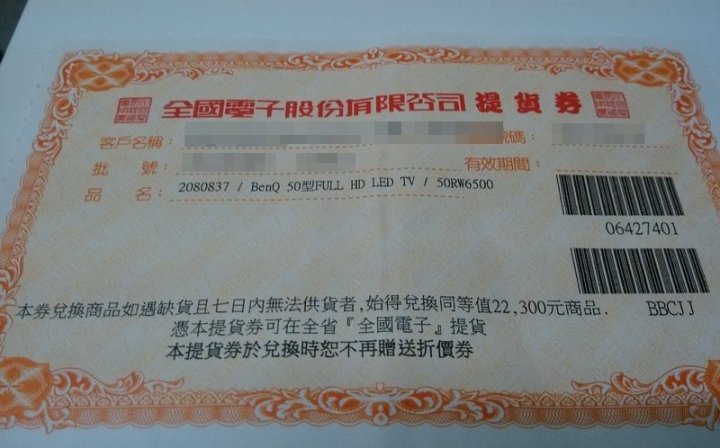 全國電子股份有限公司 提貨券
客戶名稱: 號碼:
批 號: 有效期間:
品 名: 2080837 / BenQ 50型FULL HD LED TV / 50RW6500
06427401
本券兌換商品如遇缺貨且七日內無法供貨者,始得兌換同等值22,300元商品. BBCJJ
憑本提貨券可在全省『全國電子』提貨
本提貨券於兌換時恕不再贈送折價券